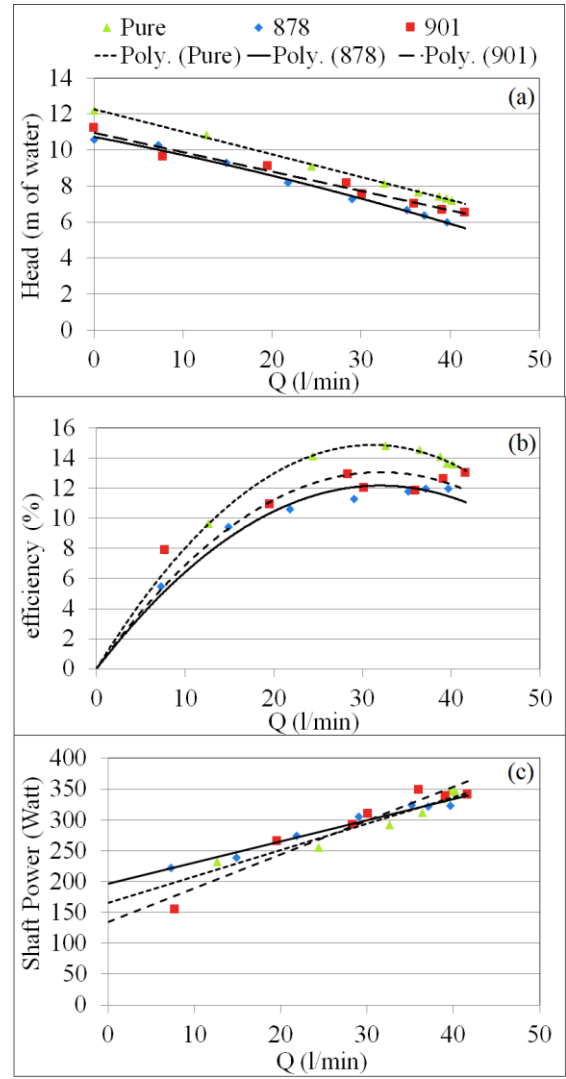 Pure 878 901
Poly. (Pure) Poly. (878) Poly. (901)
(a)
Head (m of water)
14
12
10
8
6
4
2
0
0 10 20 30 40 50
Q (l/min)
(b)
efficiency (%)
16
14
12
10
8
6
4
2
0
0 10 20 30 40 50
Q (l/min)
(c)
Shaft Power (Watt)
400
350
300
250
200
150
100
50
0
0 10 20 30 40 50
Q (l/min)